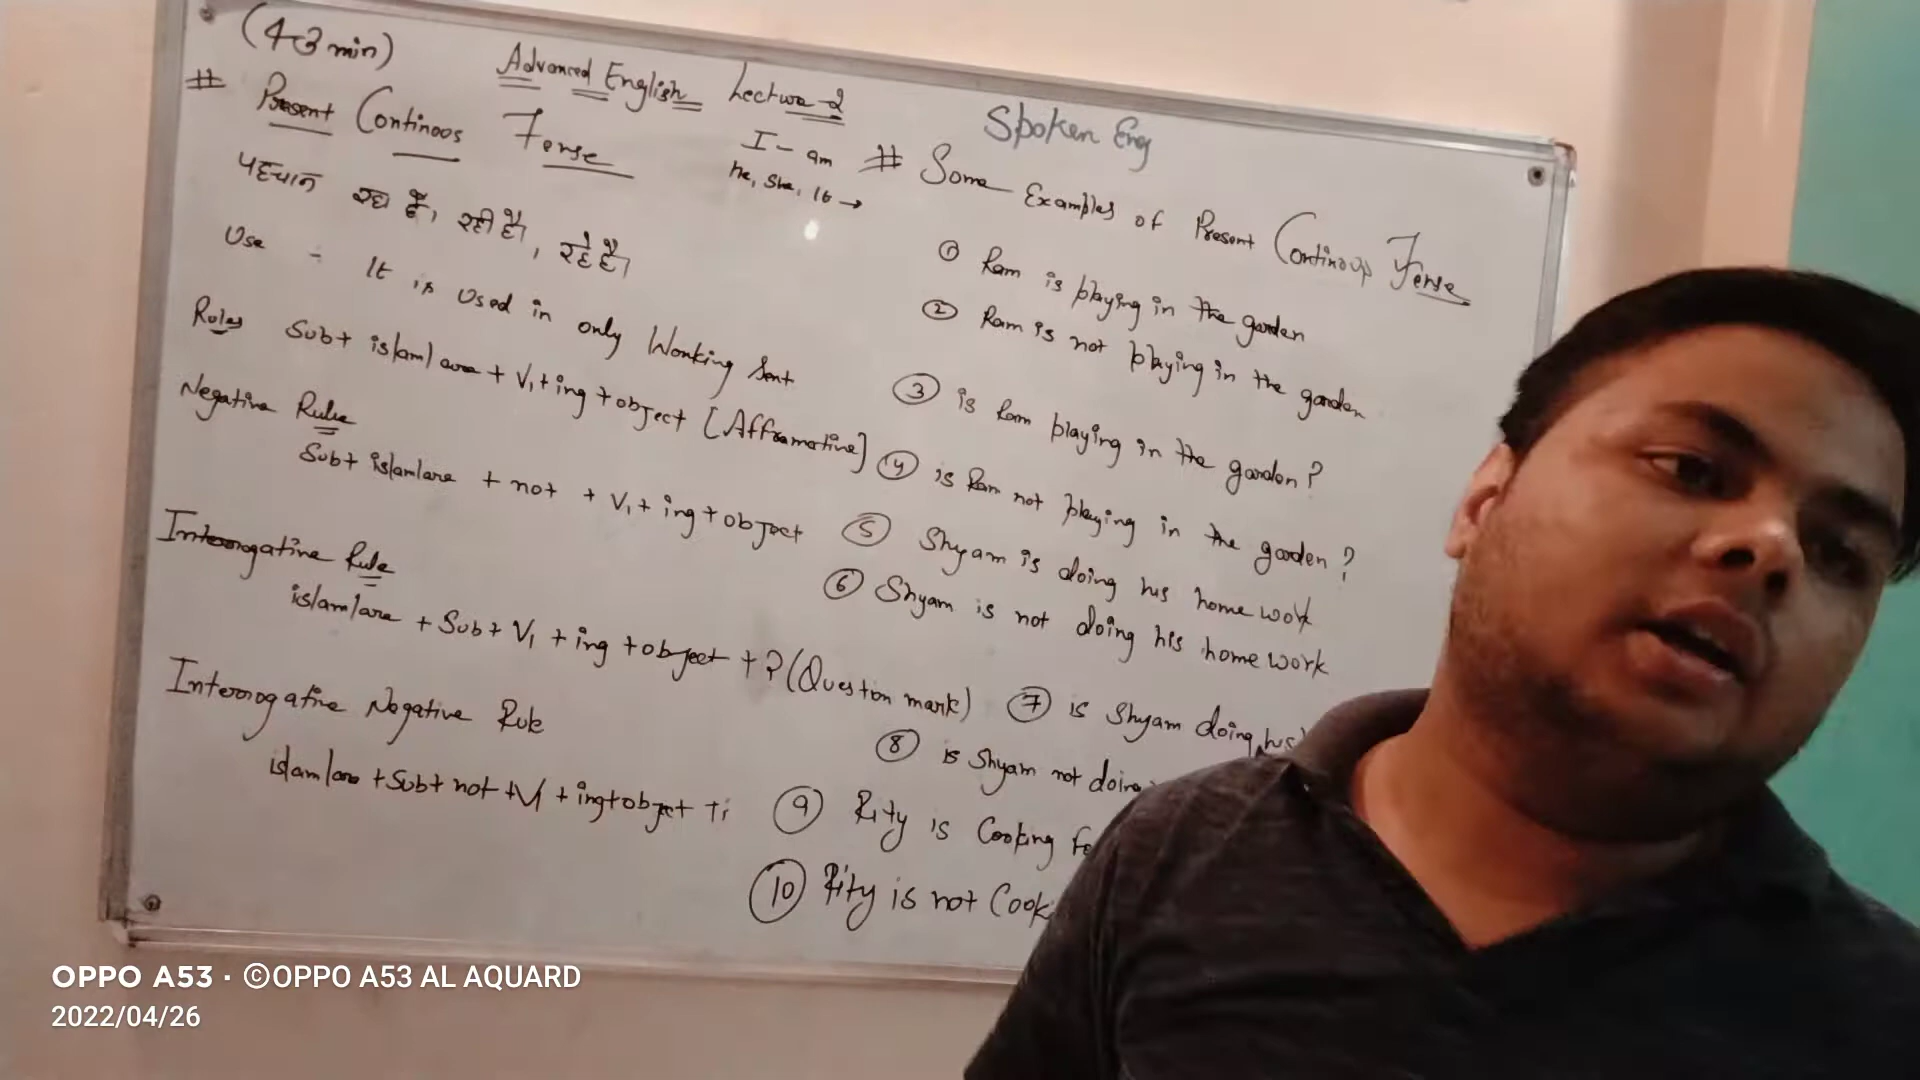 (43 min)
Advanced English Lecture-2
# Present Continoos Tense
I - am
he, She, It →
पहचान रहा है, रही है, रहे हैं।
Use - It is Used in only Working Sent
Rules Sub+ is/am/are + V1+ing+object [Afframative]
Negative Rule
Sub+ is/am/are + not + V1+ing+object
Interrogative Rule
is/am/are + Sub+ V1 +ing +object +? (Question mark)
Interrogative Negative Rule
is/am/are +Sub+ not +V1 +ing+object +
Spoken Eng
# Some Examples of Present Continoup Tense
① Ram is playing in the garden
② Ram is not playing in the garden
③ is Ram playing in the garden?
④ is Ram not playing in the garden?
⑤ Shyam is doing his home work
⑥ Shyam is not doing his home work
⑦ is Shyam doing his
⑧ is Shyam not doing
⑨ Rity is Cooking fo
⑩ Rity is not Cook
OPPO A53 · ©OPPO A53 AL AQUARD
2022/04/26